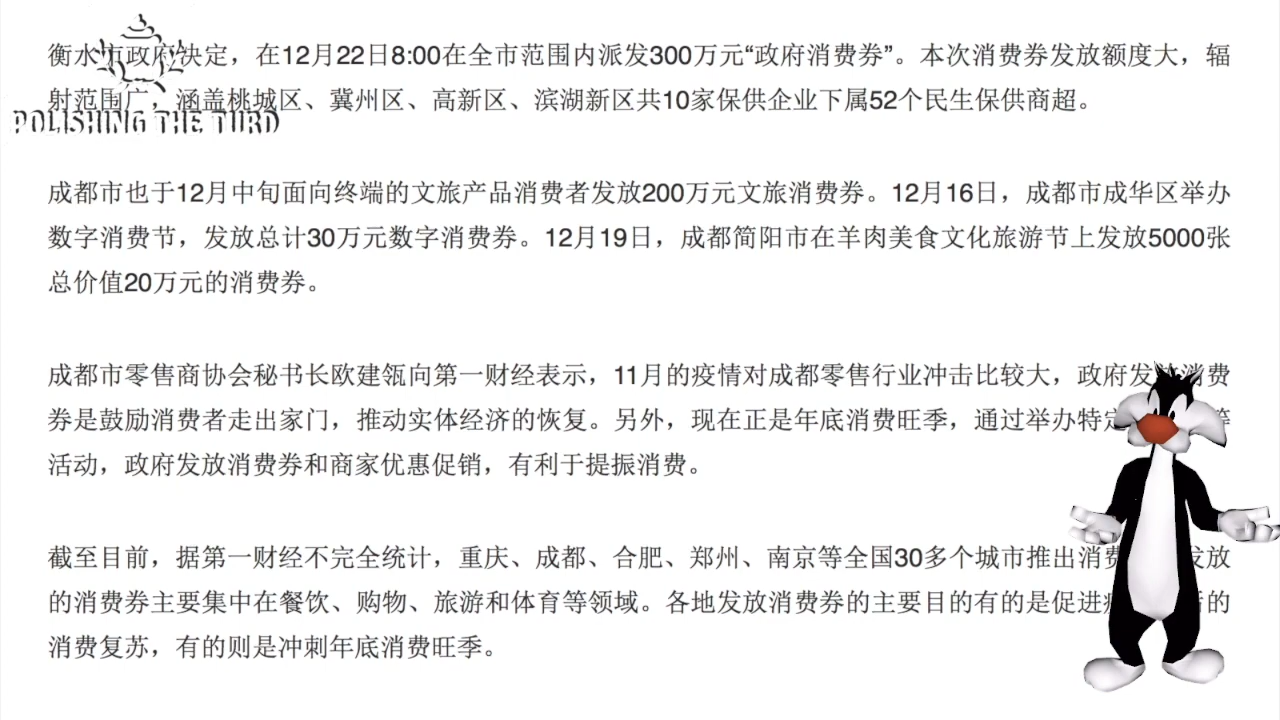 衡水市政府决定，在12月22日8:00在全市范围内派发300万元“政府消费券”。本次消费券发放额度大，辐
射范围广，涵盖桃城区、冀州区、高新区、滨湖新区共10家保供企业下属52个民生保供商超。
POLISHING THE TURD
成都市也于12月中旬面向终端的文旅产品消费者发放200万元文旅消费券。12月16日，成都市成华区举办
数字消费节，发放总计30万元数字消费券。12月19日，成都简阳市在羊肉美食文化旅游节上发放5000张
总价值20万元的消费券。
成都市零售商协会秘书长欧建瓴向第一财经表示，11月的疫情对成都零售行业冲击比较大，政府发放消费
券是鼓励消费者走出家门，推动实体经济的恢复。另外，现在正是年底消费旺季，通过举办特定
活动，政府发放消费券和商家优惠促销，有利于提振消费。
截至目前，据第一财经不完全统计，重庆、成都、合肥、郑州、南京等全国30多个城市推出消费 发放
的消费券主要集中在餐饮、购物、旅游和体育等领域。各地发放消费券的主要目的有的是促进 的
消费复苏，有的则是冲刺年底消费旺季。